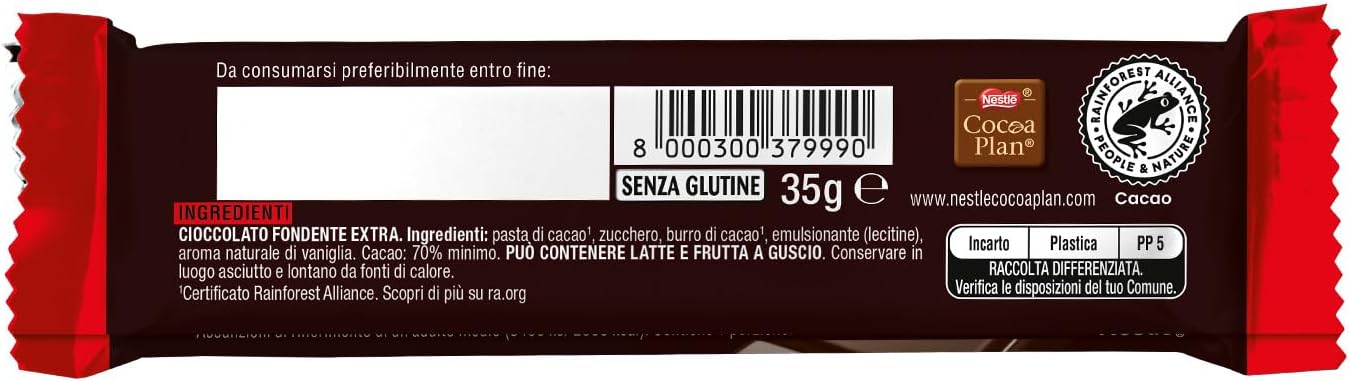 Da consumarsi preferibilmente entro fine:
8 000300 379990
SENZA GLUTINE
35g ℮
Nestlé ®
Cocoa
Plan®
www.nestlecocoaplan.com
RAINFOREST ALLIANCE
PEOPLE & NATURE
Cacao
INGREDIENTI
CIOCCOLATO FONDENTE EXTRA. Ingredienti: pasta di cacao¹, zucchero, burro di cacao¹, emulsionante (lecitine),
aroma naturale di vaniglia. Cacao: 70% minimo. PUÒ CONTENERE LATTE E FRUTTA A GUSCIO. Conservare in
luogo asciutto e lontano da fonti di calore.
¹Certificato Rainforest Alliance. Scopri di più su ra.org
Incarto Plastica PP 5
RACCOLTA DIFFERENZIATA.
Verifica le disposizioni del tuo Comune.